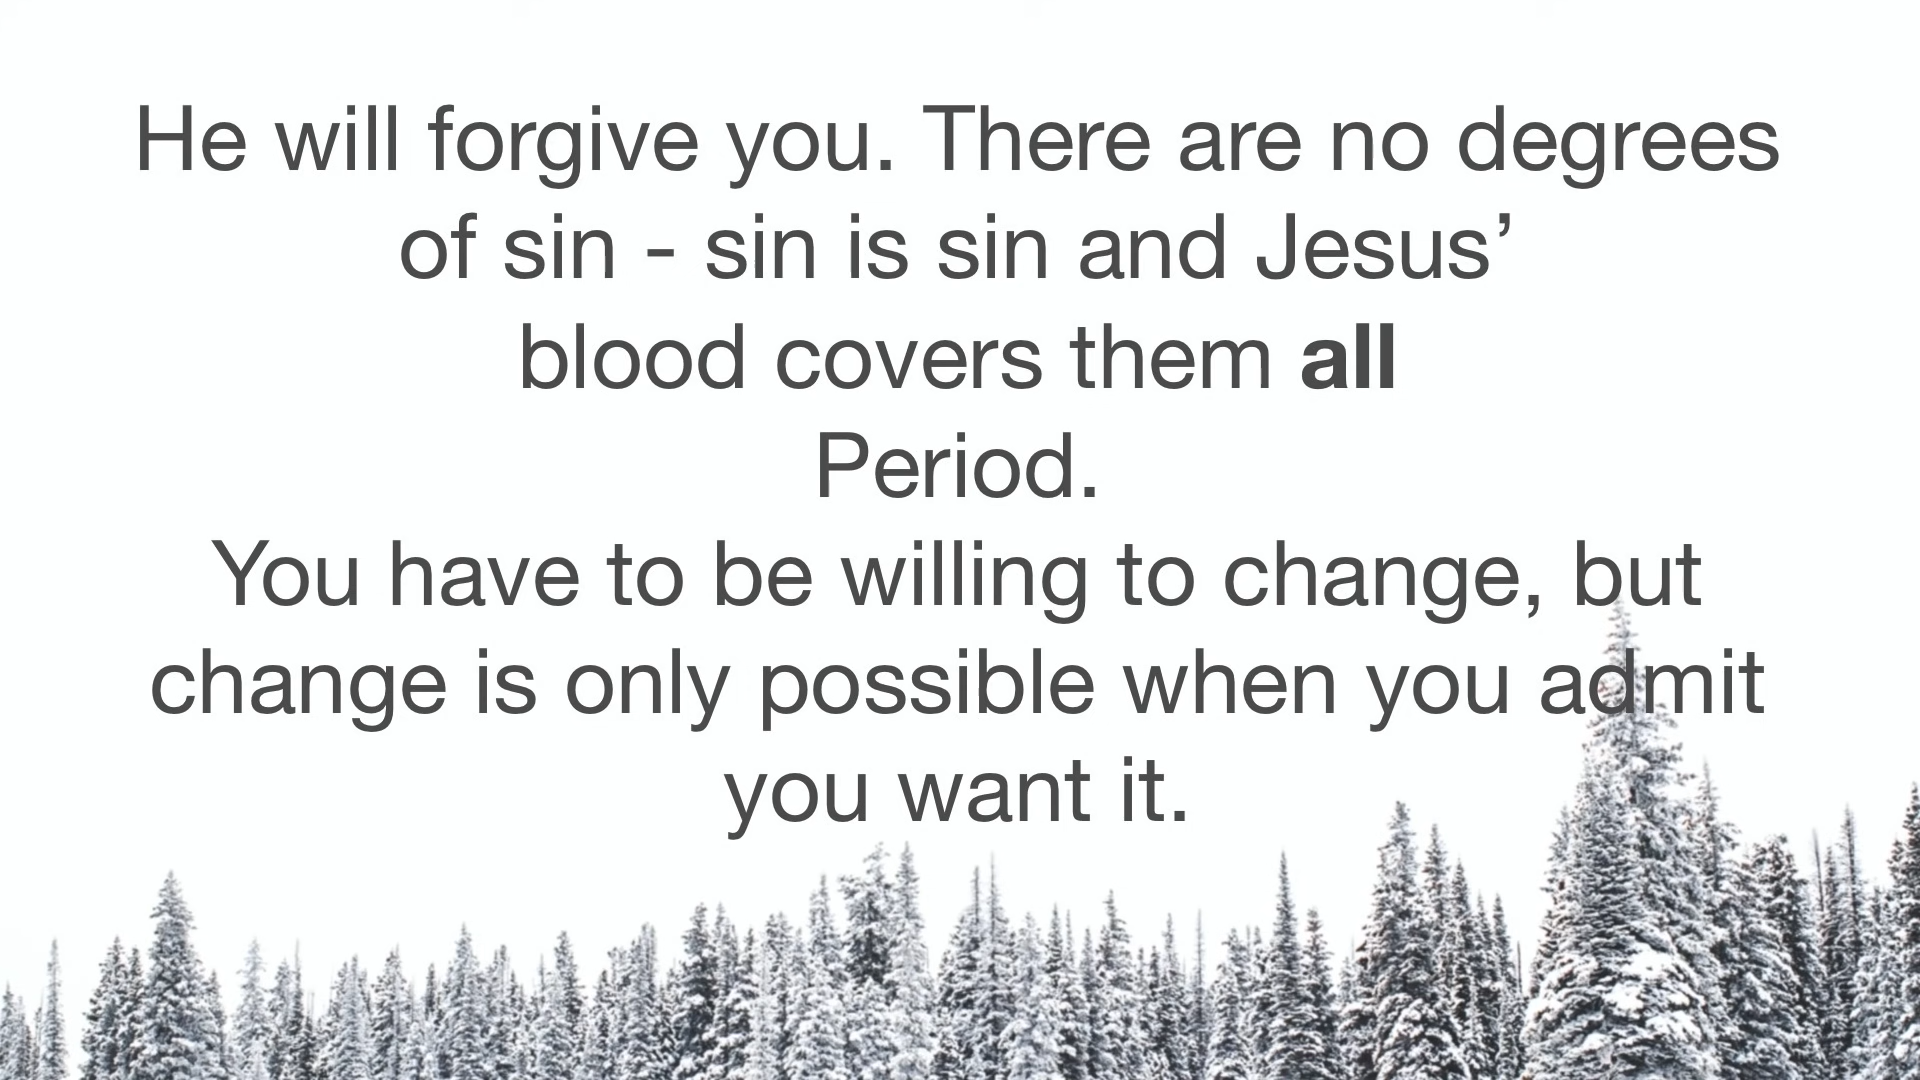 He will forgive you. There are no degrees
of sin - sin is sin and Jesus’
blood covers them all
Period.
You have to be willing to change, but
change is only possible when you admit
you want it.